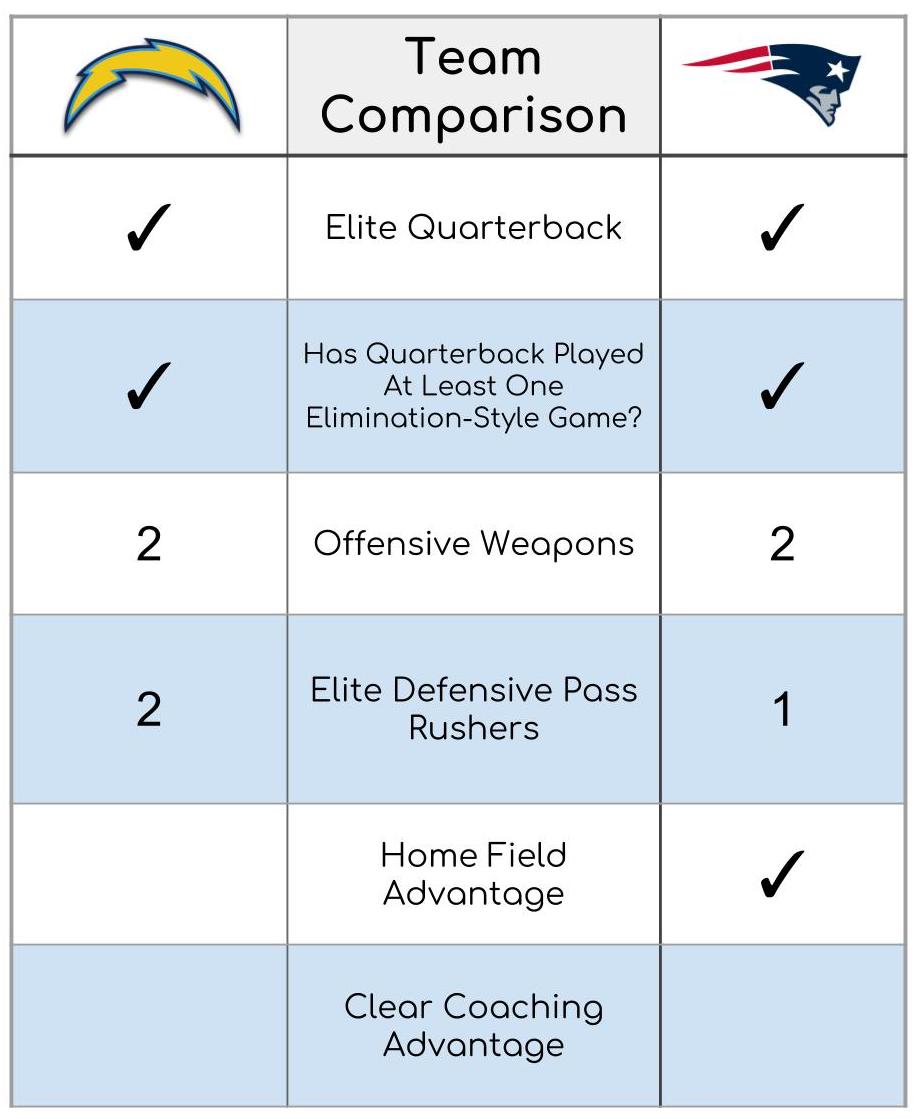 Team
Comparison
✓ Elite Quarterback ✓
Has Quarterback Played
✓ At Least One ✓
Elimination-Style Game?
2 Offensive Weapons 2
Elite Defensive Pass
2 Rushers 1
Home Field
Advantage ✓
Clear Coaching
Advantage